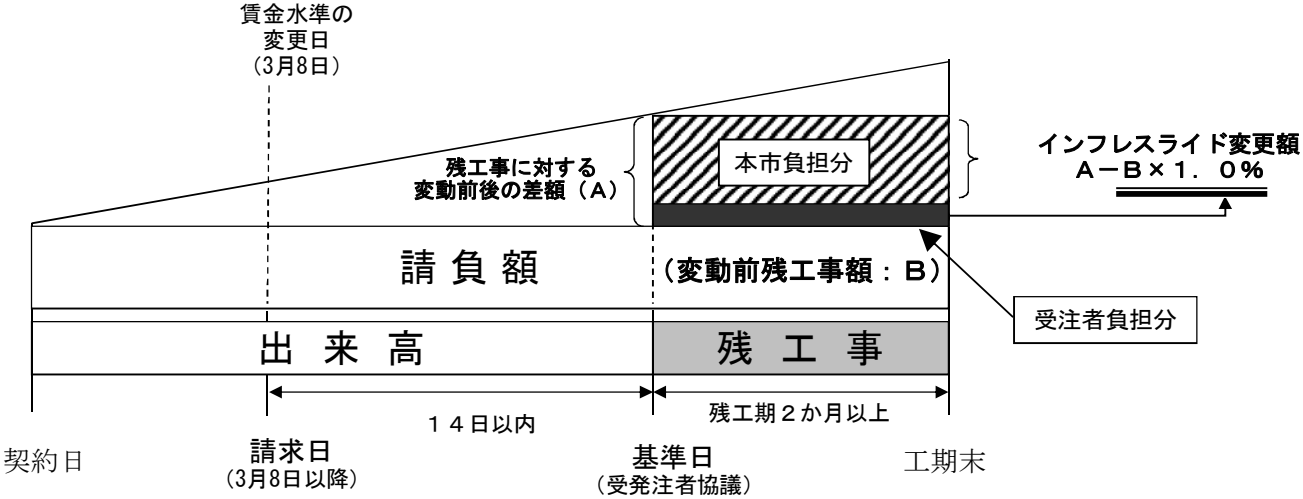 賃金水準の
変更日
(3月8日)
残工事に対する
変動前後の差額（A）
本市負担分
インフレスライド変更額
A－B×1．0％
請負額
(変動前残工事額：B)
受注者負担分
出来高
残工事
１４日以内
残工期２か月以上
契約日
請求日
(3月8日以降)
基準日
(受発注者協議)
工期末